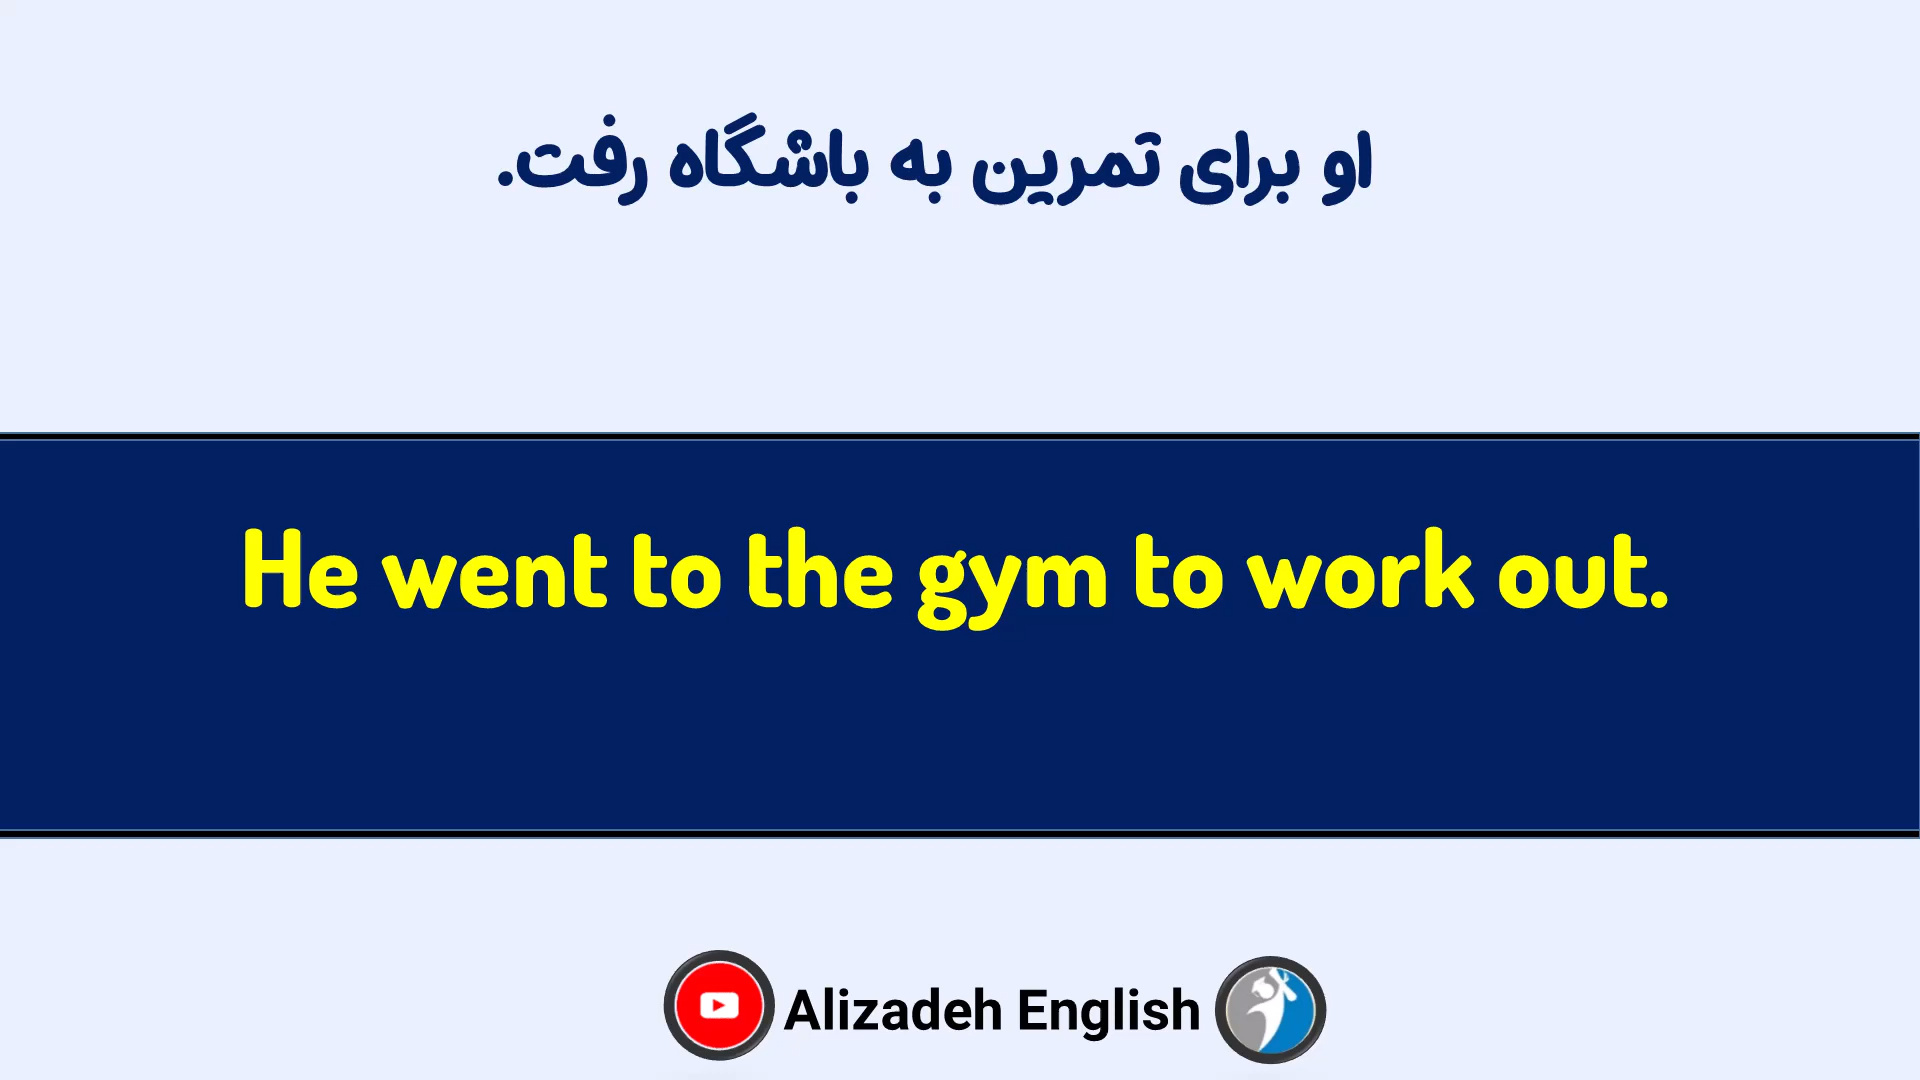 او برای تمرین به باشگاه رفت.
He went to the gym to work out.
Alizadeh English